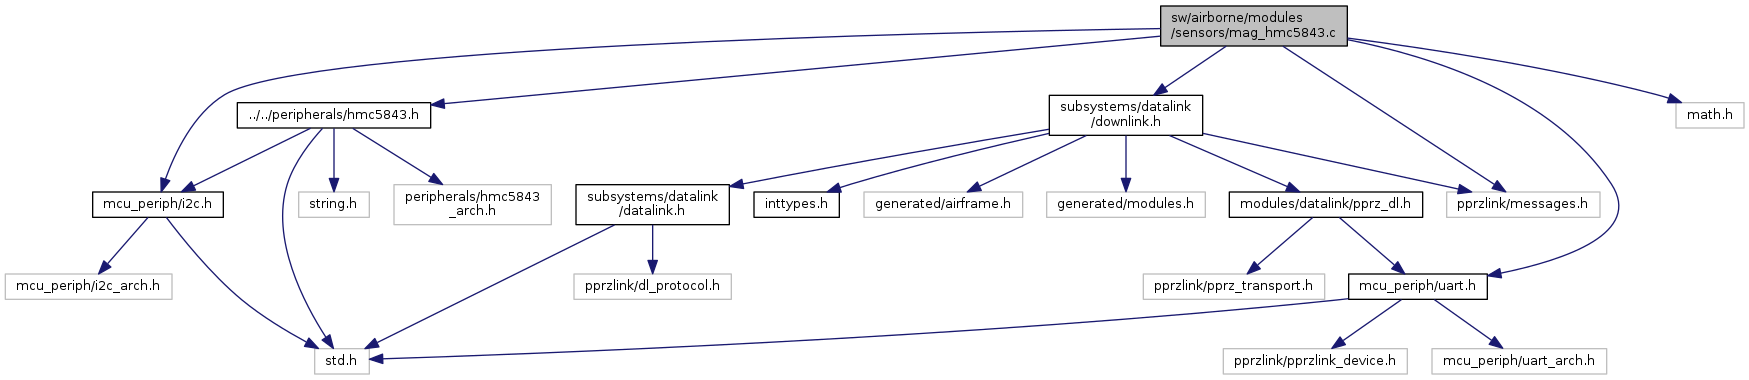 sw/airborne/modules
/sensors/mag_hmc5843.c
../../peripherals/hmc5843.h
subsystems/datalink
/downlink.h
math.h
mcu_periph/i2c.h
string.h
peripherals/hmc5843
_arch.h
subsystems/datalink
/datalink.h
inttypes.h
generated/airframe.h
generated/modules.h
modules/datalink/pprz_dl.h
pprzlink/messages.h
mcu_periph/i2c_arch.h
pprzlink/dl_protocol.h
pprzlink/pprz_transport.h
mcu_periph/uart.h
std.h
pprzlink/pprzlink_device.h
mcu_periph/uart_arch.h